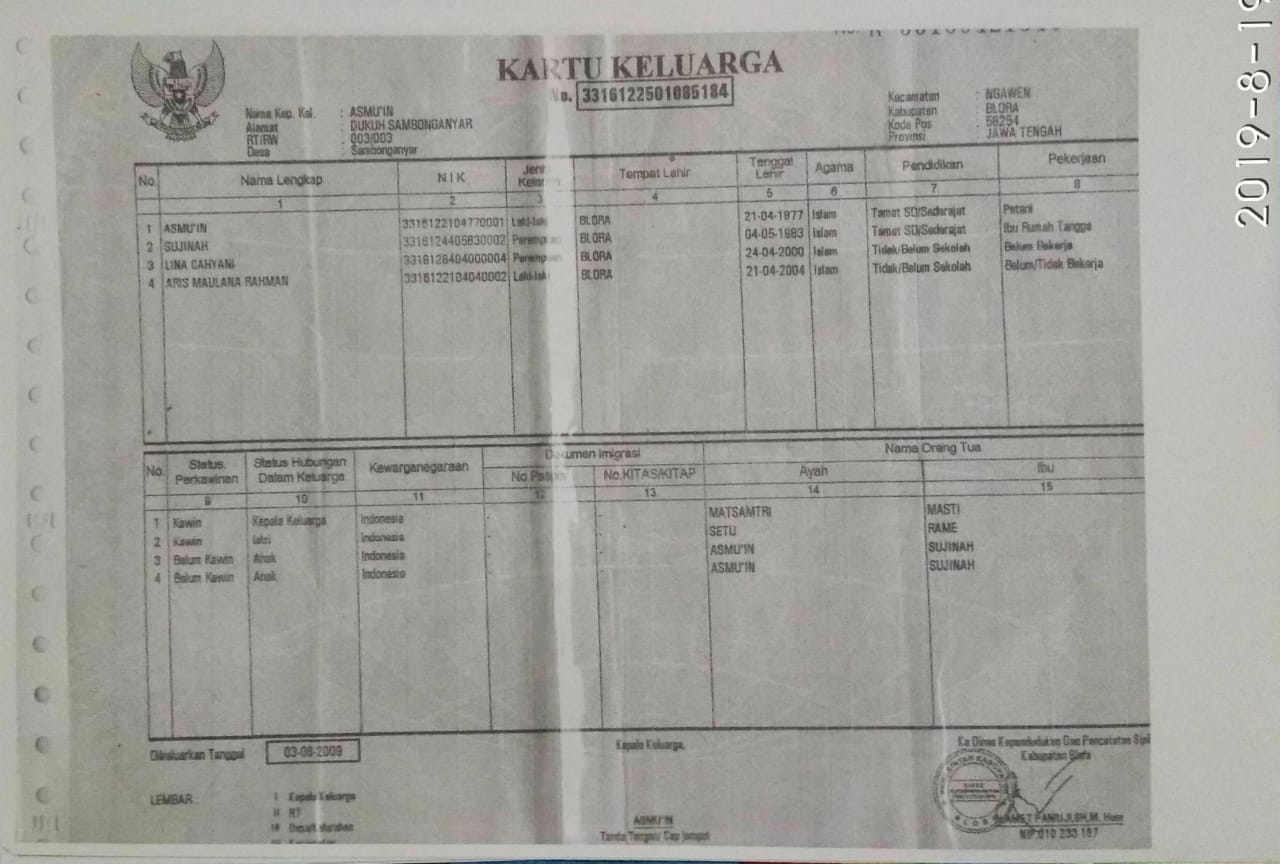 2019-8-19
KARTU KELUARGA
No. 3316122501085184
Nama Kep. Kel. : ASMU'IN
Alamat : DUKUH SAMBONGANYAR
RT/RW : 003/003
Desa : Sambonganyar
Kecamatan : NGAWEN
Kabupaten : BLORA
Kode Pos : 58254
Provinsi : JAWA TENGAH
No. Nama Lengkap NIK Tempat Lahir Tanggal Lahir Agama Pendidikan Pekerjaan
1 2 3 4 5 6 7 8
1 ASMU'IN 3316122104770001 Laki-laki BLORA 21-04-1977 Islam Tamat SD/Sederajat Petani
2 SUJINAH 3316124405830002 BLORA 04-05-1983 Islam Tamat SD/Sederajat Ibu Rumah Tangga
3 LINA CAHYANI 3316126404000004 BLORA 24-04-2000 Islam Tidak/Belum Sekolah Belum Bekerja
4 ARIS MAULANA RAHMAN 3316122104040002 Laki-laki BLORA 21-04-2004 Islam Tidak/Belum Sekolah Belum/Tidak Bekerja
No. Status Perkawinan Status Hubungan Dalam Keluarga Kewarganegaraan Dokumen Imigrasi Nama Orang Tua
No.Paspor No.KITAS/KITAP Ayah Ibu
9 10 11 12 13 14 15
1 Kawin Kepala Keluarga Indonesia - - MATSAMTRI MASTI
2 Kawin Istri Indonesia - - SETU RAME
3 Belum Kawin Anak Indonesia - - ASMU'IN SUJINAH
4 Belum Kawin Anak Indonesia - - ASMU'IN SUJINAH
Dikeluarkan Tanggal 03-06-2009
Kepala Keluarga,
Ka Dinas Kependudukan Dan Pencatatan Sipil
Kabupaten Blora
LEMBAR :
I Kepala Keluarga
II RT
III Desa/Kelurahan
ASMU'IN
Tanda Tangan/ Cap Jempol
PAMUJI,SH,M. Hum
NIP.010 233 187